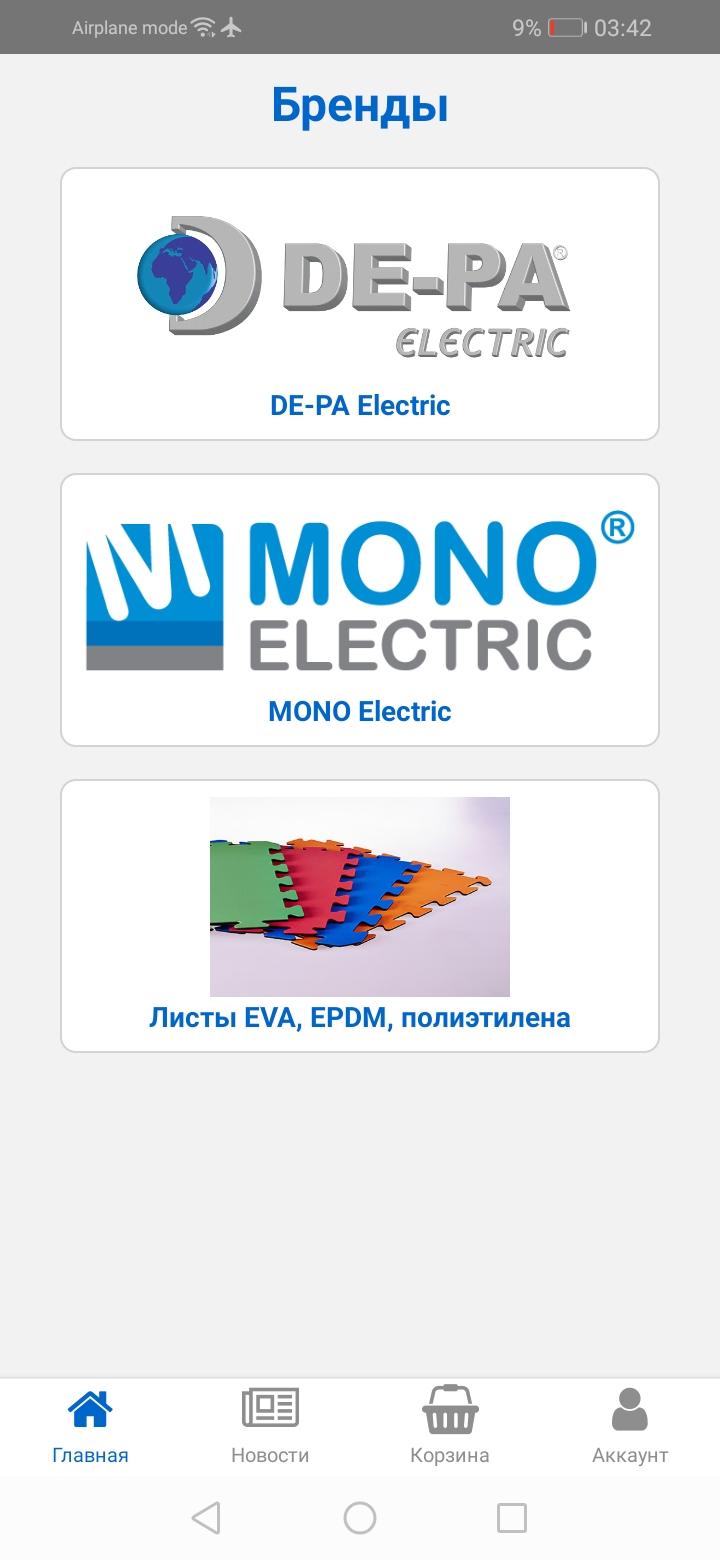 Airplane mode 9% 03:42
Бренды
DE-PA®
ELECTRIC
DE-PA Electric
MONO®
ELECTRIC
MONO Electric
Листы EVA, EPDM, полиэтилена
Главная Новости Корзина Аккаунт